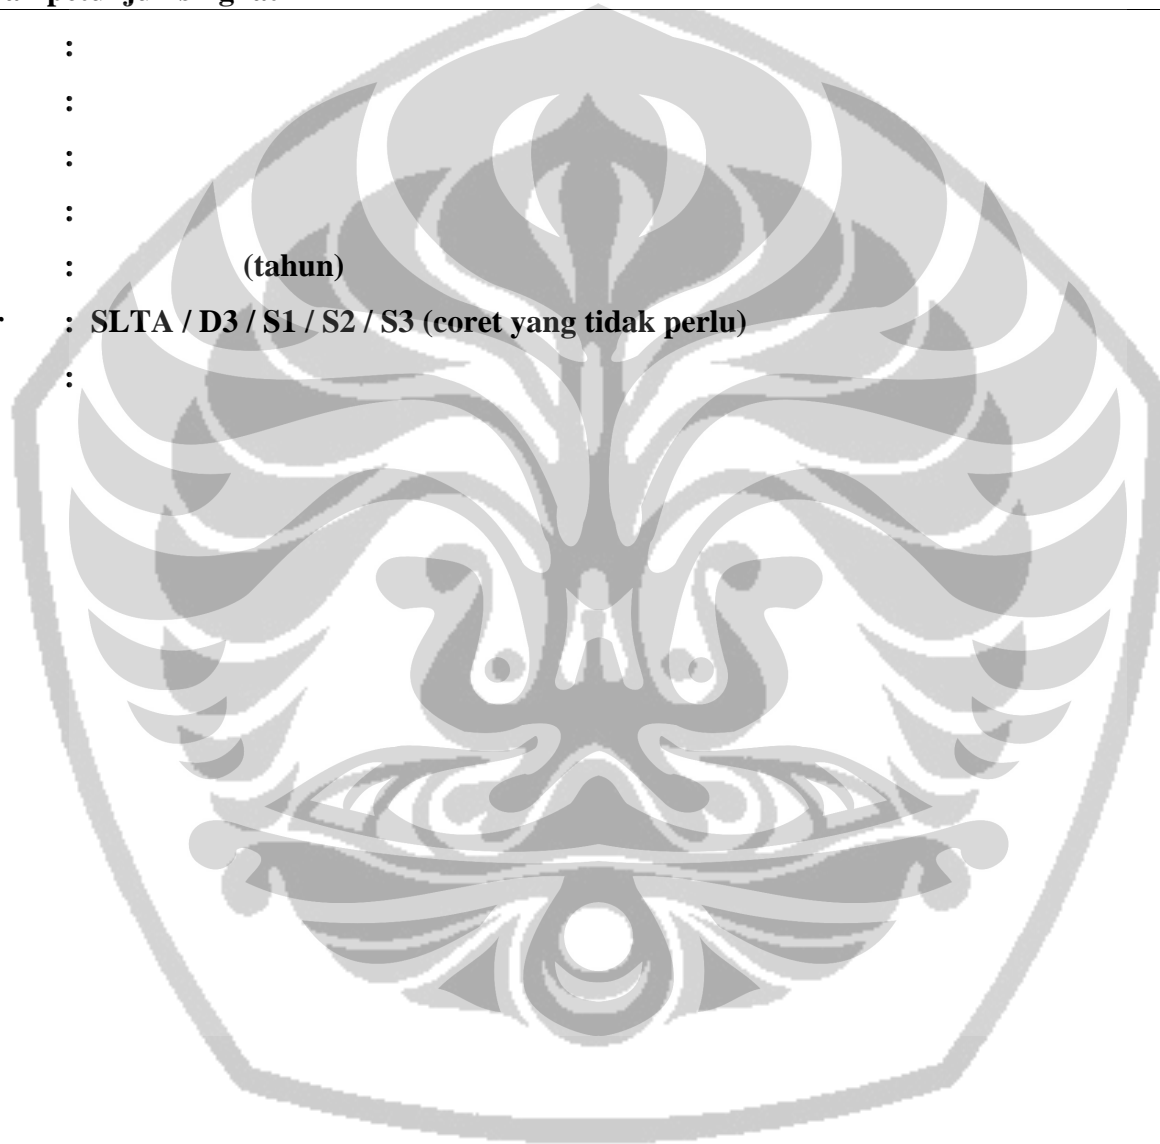 :
:
:
:
: (tahun)
: SLTA / D3 / S1 / S2 / S3 (coret yang tidak perlu)
: